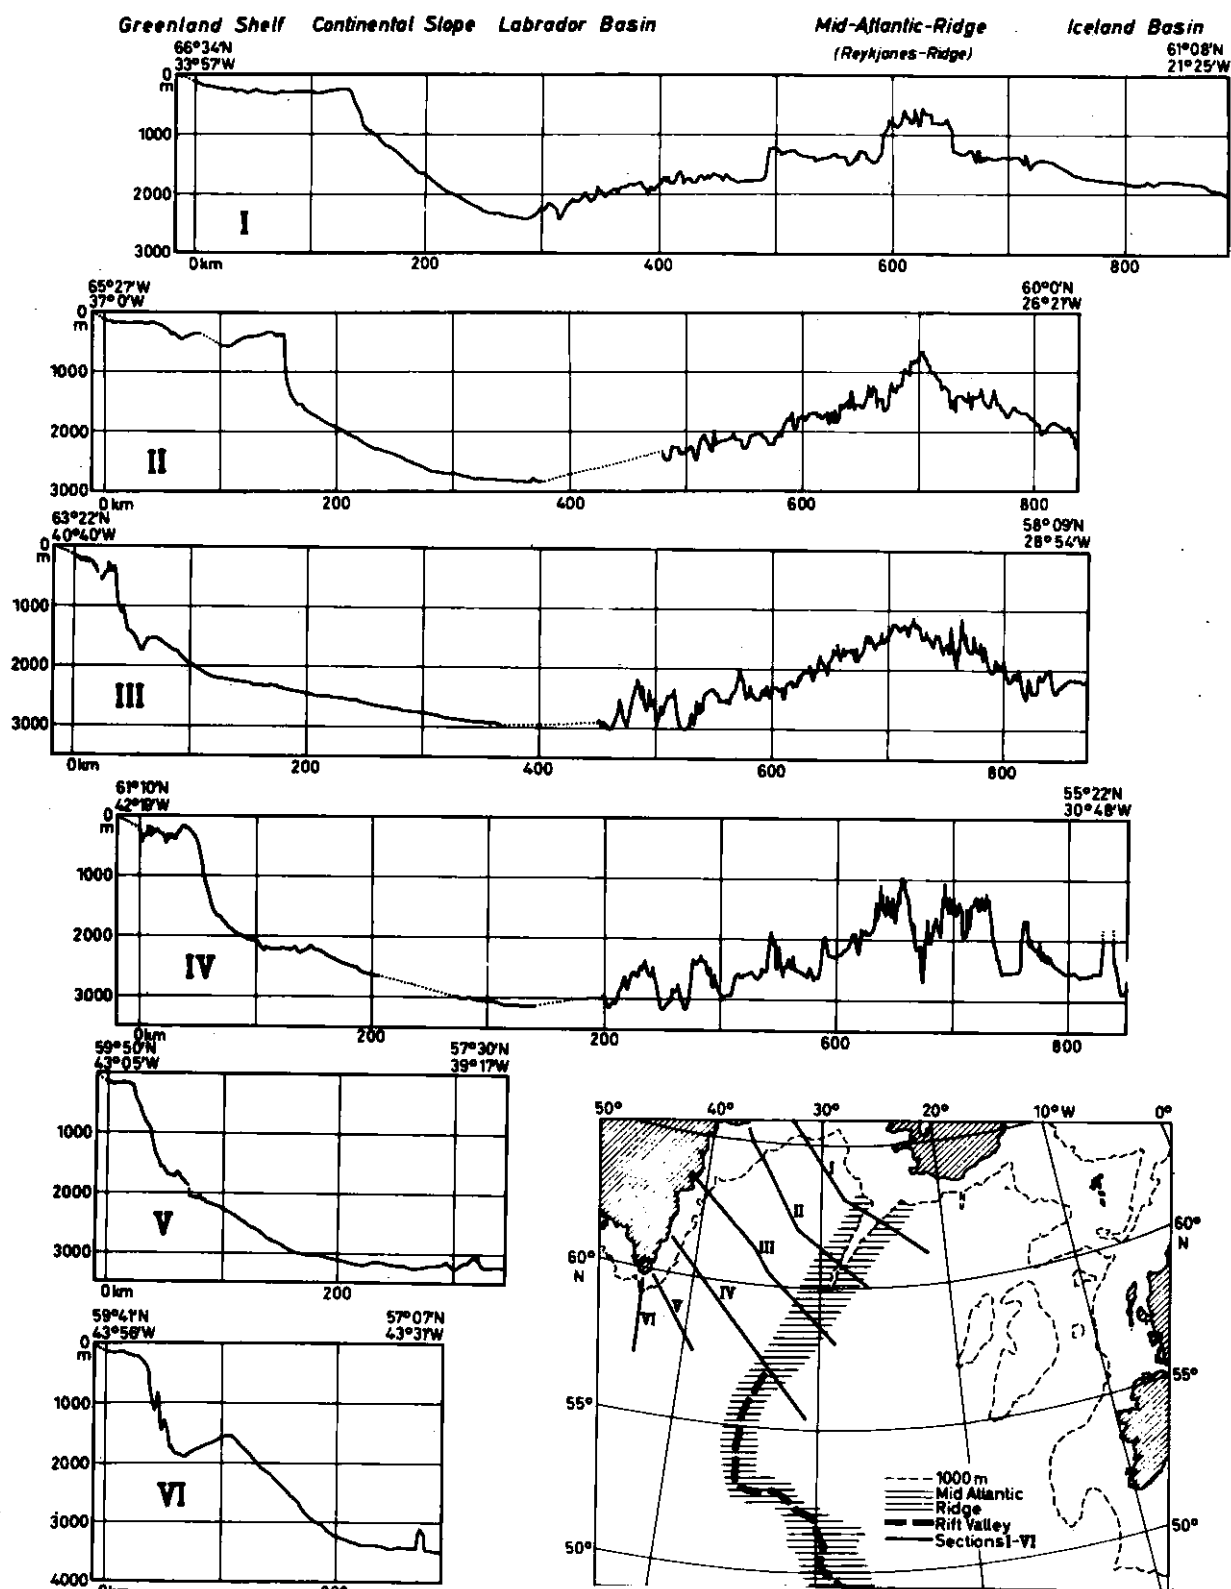 Greenland Shelf Continental Slope Labrador Basin Mid-Atlantic-Ridge Iceland Basin
(Reykjanes-Ridge)
66°34'N 61°08'N
33°57'W 21°25'W
0
m
1000
2000
3000
I
0km 200 400 600 800
65°27'W 60°0'N
37°0'W 26°21'W
0
m
1000
2000
3000
II
0km 200 400 600 800
63°22'N 58°09'N
40°40'W 28°54'W
0
m
1000
2000
3000
III
0km 200 400 600 800
61°10'N 55°22'N
42°18'W 30°48'W
0
m
1000
2000
3000
IV
0km 200 200 600 800
59°50'N 57°30'N
43°05'W 39°17'W
0
m
1000
2000
3000
V
0km 200
59°41'N 57°07'N
43°56'W 43°31'W
0
m
1000
2000
3000
4000
VI
50° 40° 30° 20° 10°W 0°
I
II
III
IV
V
VI
60°
N
55°
50°
60°
N
55°
50°
1000 m
Mid Atlantic
Ridge
Rift Valley
Sections I-VI